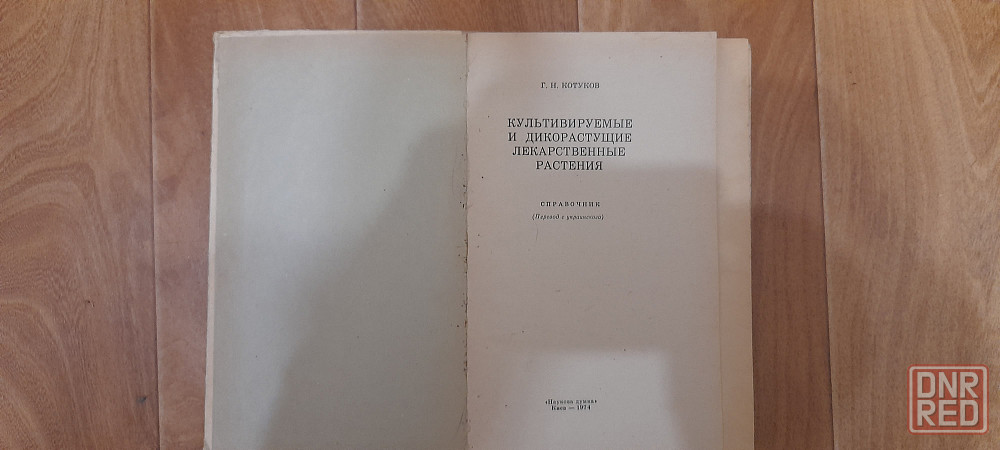 Г. Н. КОТУКОВ
КУЛЬТИВИРУЕМЫЕ
И ДИКОРАСТУЩИЕ
ЛЕКАРСТВЕННЫЕ
РАСТЕНИЯ
СПРАВОЧНИК
(Перевод с украинского)
«Наукова думка»
Киев — 1974
DNR
RED